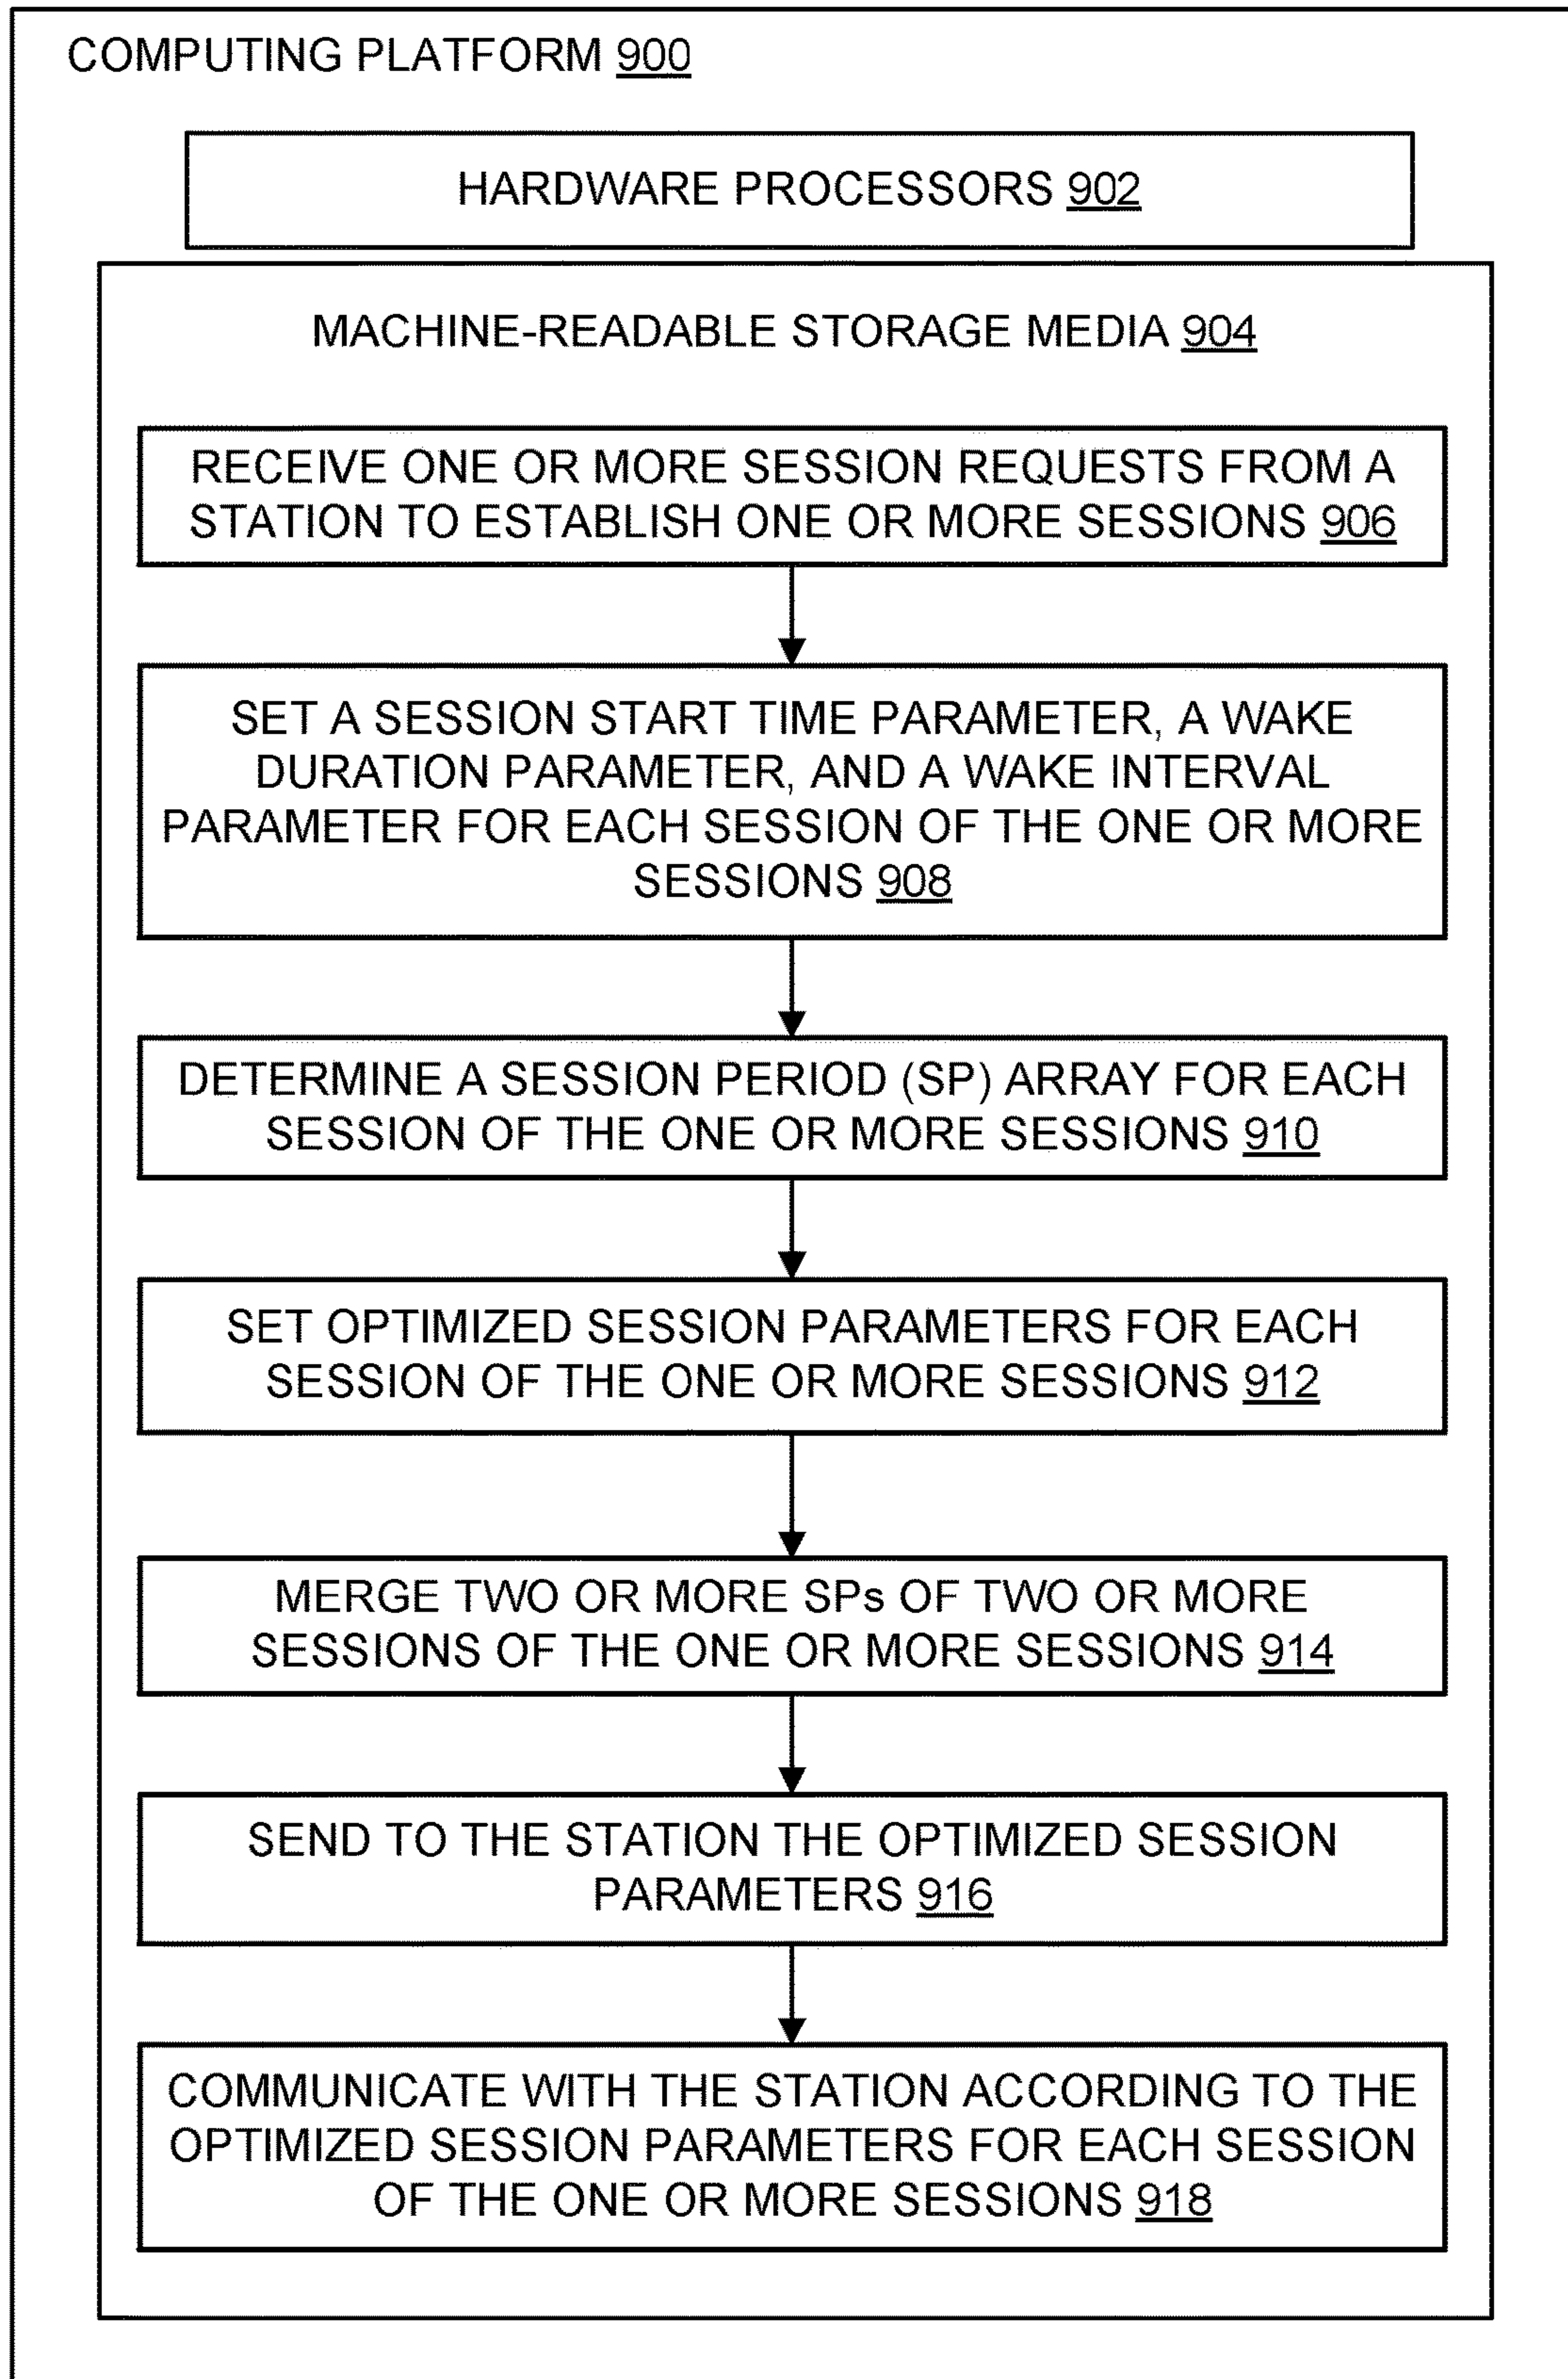 COMPUTING PLATFORM 900
HARDWARE PROCESSORS 902
MACHINE-READABLE STORAGE MEDIA 904
RECEIVE ONE OR MORE SESSION REQUESTS FROM A
STATION TO ESTABLISH ONE OR MORE SESSIONS 906
SET A SESSION START TIME PARAMETER, A WAKE
DURATION PARAMETER, AND A WAKE INTERVAL
PARAMETER FOR EACH SESSION OF THE ONE OR MORE
SESSIONS 908
DETERMINE A SESSION PERIOD (SP) ARRAY FOR EACH
SESSION OF THE ONE OR MORE SESSIONS 910
SET OPTIMIZED SESSION PARAMETERS FOR EACH
SESSION OF THE ONE OR MORE SESSIONS 912
MERGE TWO OR MORE SPs OF TWO OR MORE
SESSIONS OF THE ONE OR MORE SESSIONS 914
SEND TO THE STATION THE OPTIMIZED SESSION
PARAMETERS 916
COMMUNICATE WITH THE STATION ACCORDING TO THE
OPTIMIZED SESSION PARAMETERS FOR EACH SESSION
OF THE ONE OR MORE SESSIONS 918